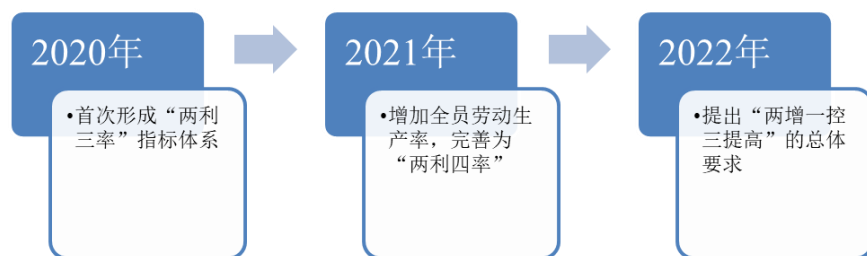 2020年
•首次形成“两利
三率”指标体系
2021年
•增加全员劳动生
产率，完善为
“两利四率”
2022年
•提出“两增一控
三提高”的总体
要求